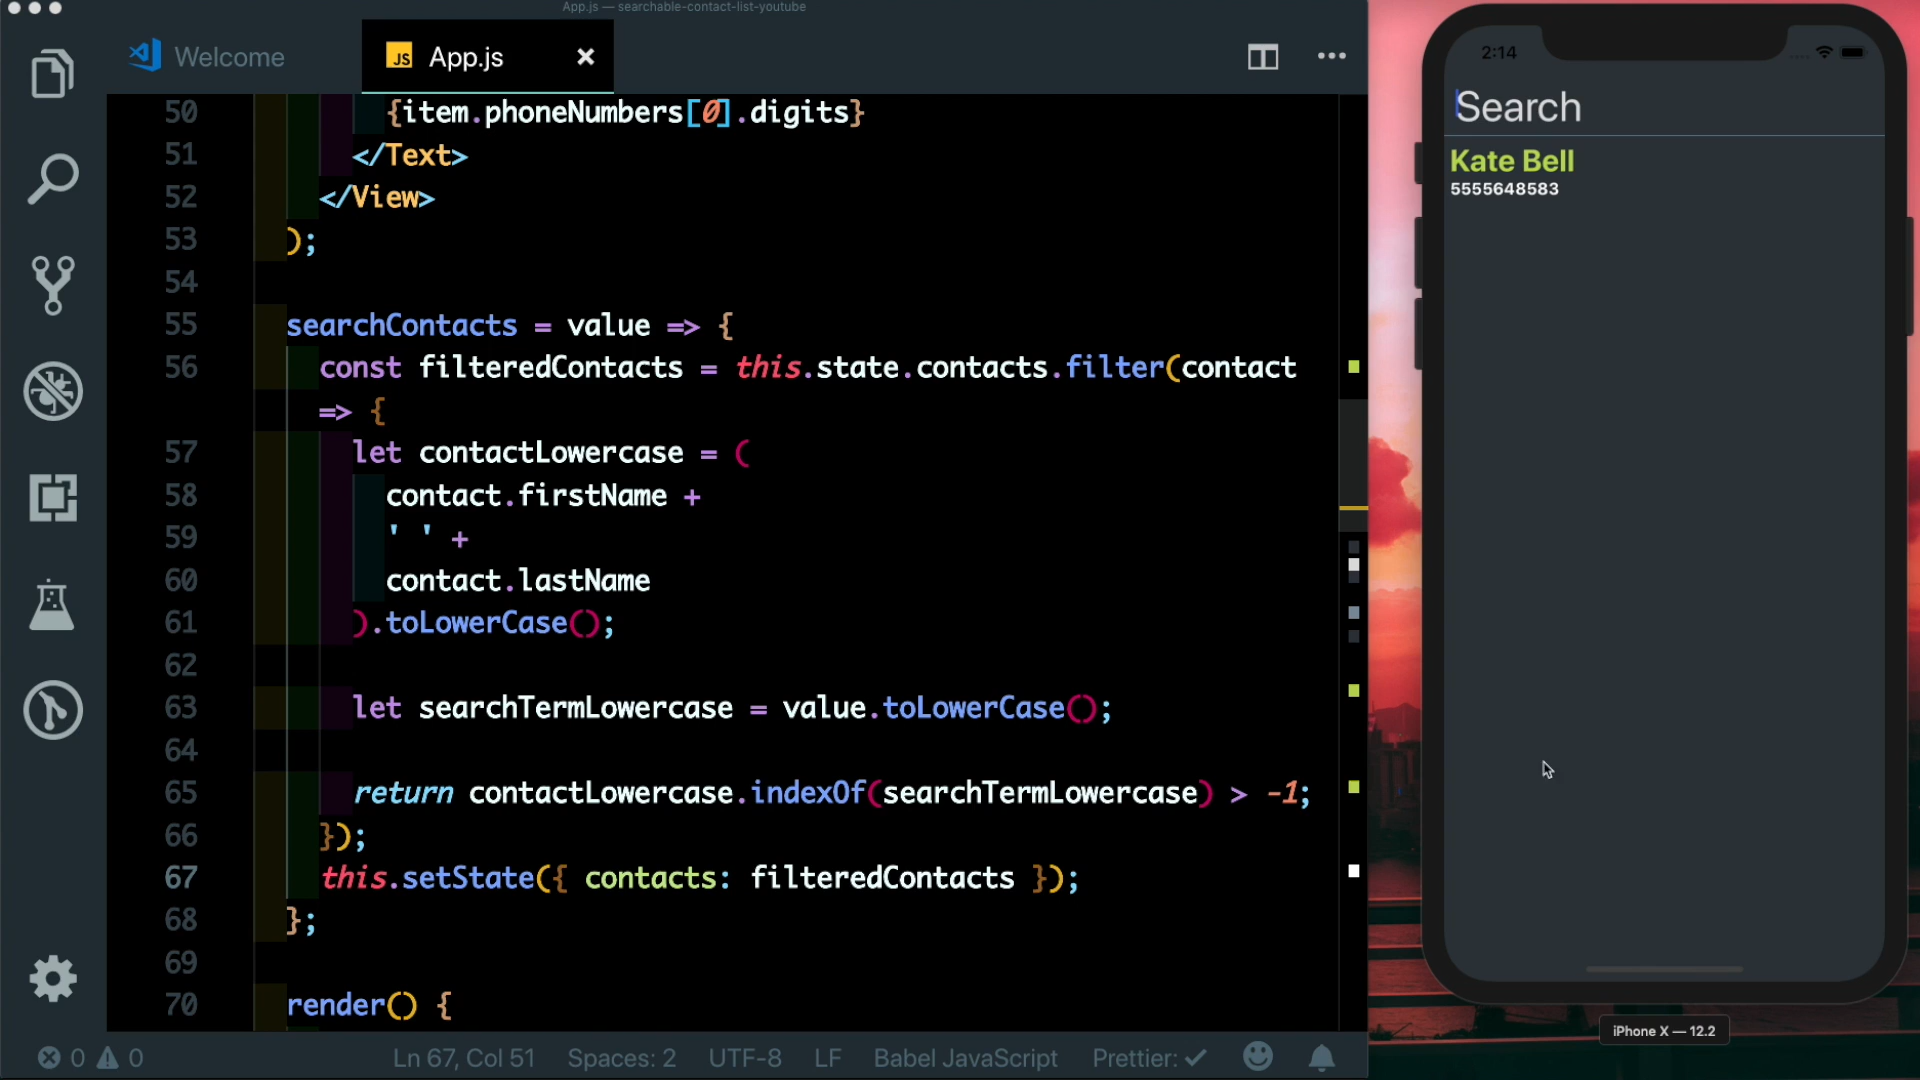 App.js — searchable-contact-list-youtube
Welcome
JS App.js
50 {item.phoneNumbers[0].digits}
51 </Text>
52 </View>
53 );
54
55 searchContacts = value => {
56 const filteredContacts = this.state.contacts.filter(contact
=> {
57 let contactLowercase = (
58 contact.firstName +
59 ' ' +
60 contact.lastName
61 ).toLowerCase();
62
63 let searchTermLowercase = value.toLowerCase();
64
65 return contactLowercase.indexOf(searchTermLowercase) > -1;
66 });
67 this.setState({ contacts: filteredContacts });
68 };
69
70 render() {
0 0 Ln 67, Col 51 Spaces: 2 UTF-8 LF Babel JavaScript Prettier: ✓
2:14
Search
Kate Bell
5555648583
iPhone X — 12.2